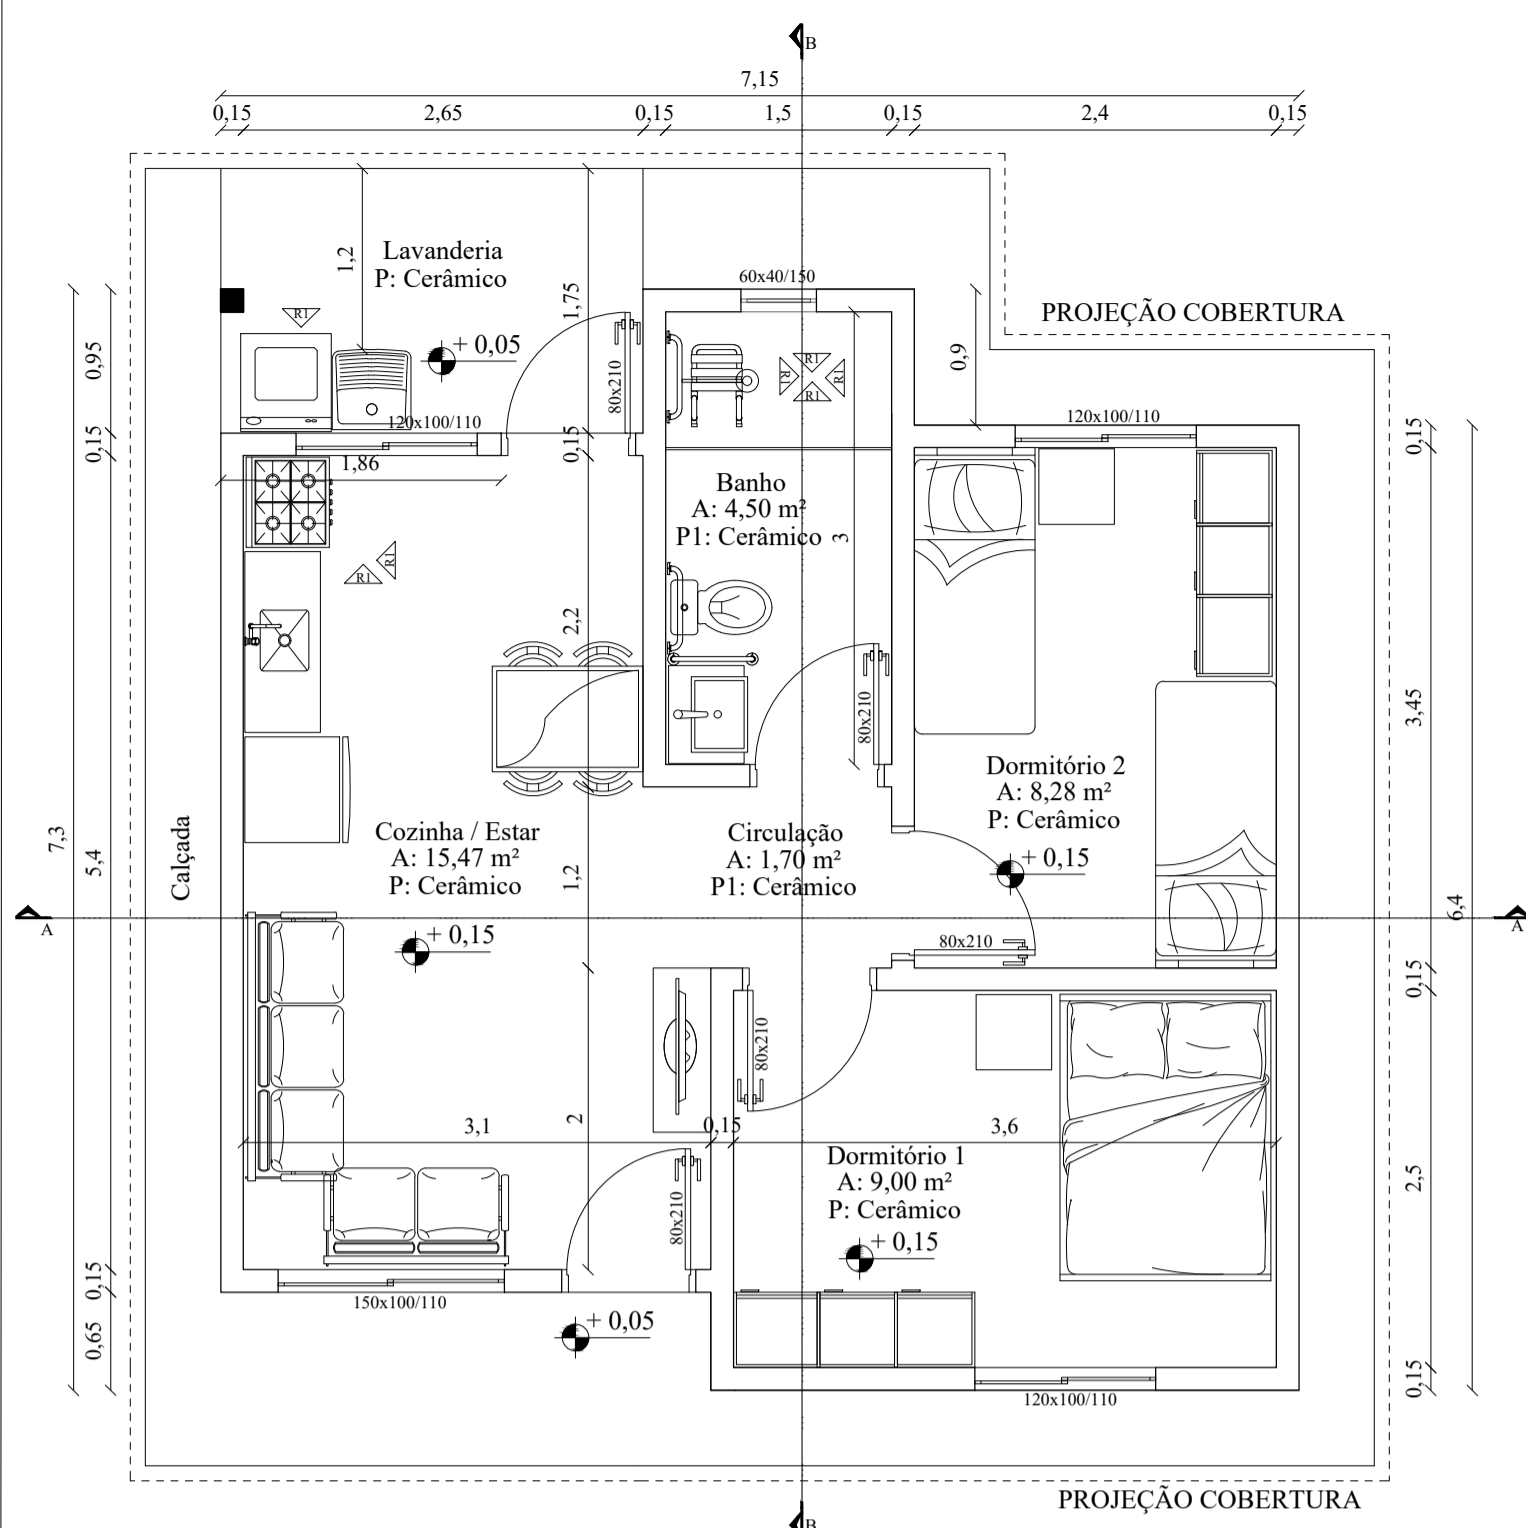 B
7,15
0,15
2,65
0,15
1,5
0,15
2,4
0,15
Lavanderia
P: Cerâmico
1,2
1,75
60x40/150
PROJEÇÃO COBERTURA
R1
+ 0,05
80x210
R1
R1
R1
R1
0,9
0,95
120x100/110
120x100/110
0,15
0,15
0,15
1,86
Banho
A: 4,50 m²
P1: Cerâmico
3
R1
R1
2,2
80x210
3,45
Dormitório 2
A: 8,28 m²
P: Cerâmico
7,3
5,4
Calçada
Cozinha / Estar
A: 15,47 m²
P: Cerâmico
1,2
Circulação
A: 1,70 m²
P1: Cerâmico
+ 0,15
6,4
A
+ 0,15
80x210
A
0,15
80x210
3,1
2
0,15
3,6
Dormitório 1
A: 9,00 m²
P: Cerâmico
2,5
80x210
+ 0,15
0,15
150x100/110
+ 0,05
0,65
0,15
120x100/110
PROJEÇÃO COBERTURA
B